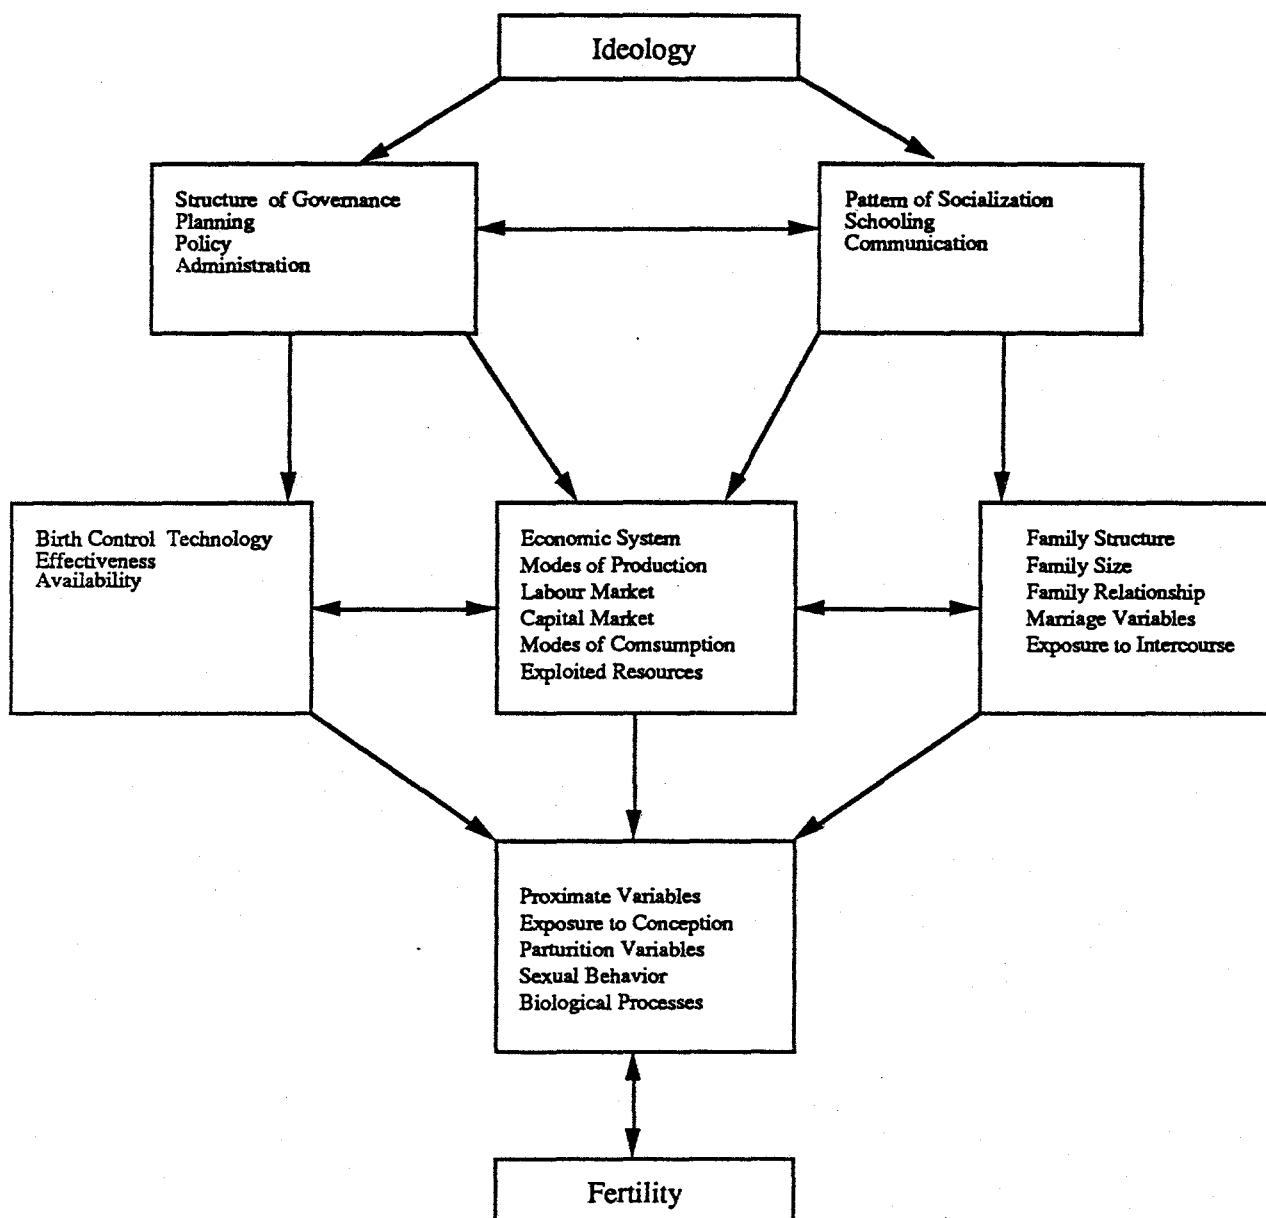 Ideology
Structure of Governance
Planning
Policy
Administration
Pattern of Socialization
Schooling
Communication
Birth Control Technology
Effectiveness
Availability
Economic System
Modes of Production
Labour Market
Capital Market
Modes of Comsumption
Exploited Resources
Family Structure
Family Size
Family Relationship
Marriage Variables
Exposure to Intercourse
Proximate Variables
Exposure to Conception
Parturition Variables
Sexual Behavior
Biological Processes
Fertility